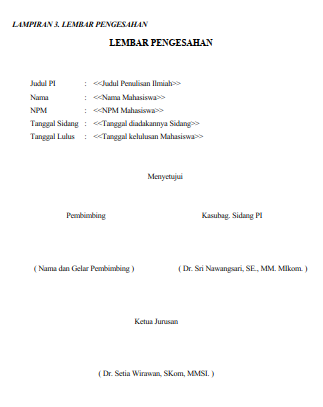 LAMPIRAN 3. LEMBAR PENGESAHAN
LEMBAR PENGESAHAN
Judul PI : <<Judul Penulisan Ilmiah>>
Nama : <<Nama Mahasiswa>>
NPM : <<NPM Mahasiswa>>
Tanggal Sidang : <<Tanggal diadakannya Sidang>>
Tanggal Lulus : <<Tanggal kelulusan Mahasiswa>>
Menyetujui
Pembimbing Kasubag. Sidang PI
( Nama dan Gelar Pembimbing ) ( Dr. Sri Nawangsari, SE., MM. MIkom. )
Ketua Jurusan
( Dr. Setia Wirawan, SKom, MMSI. )